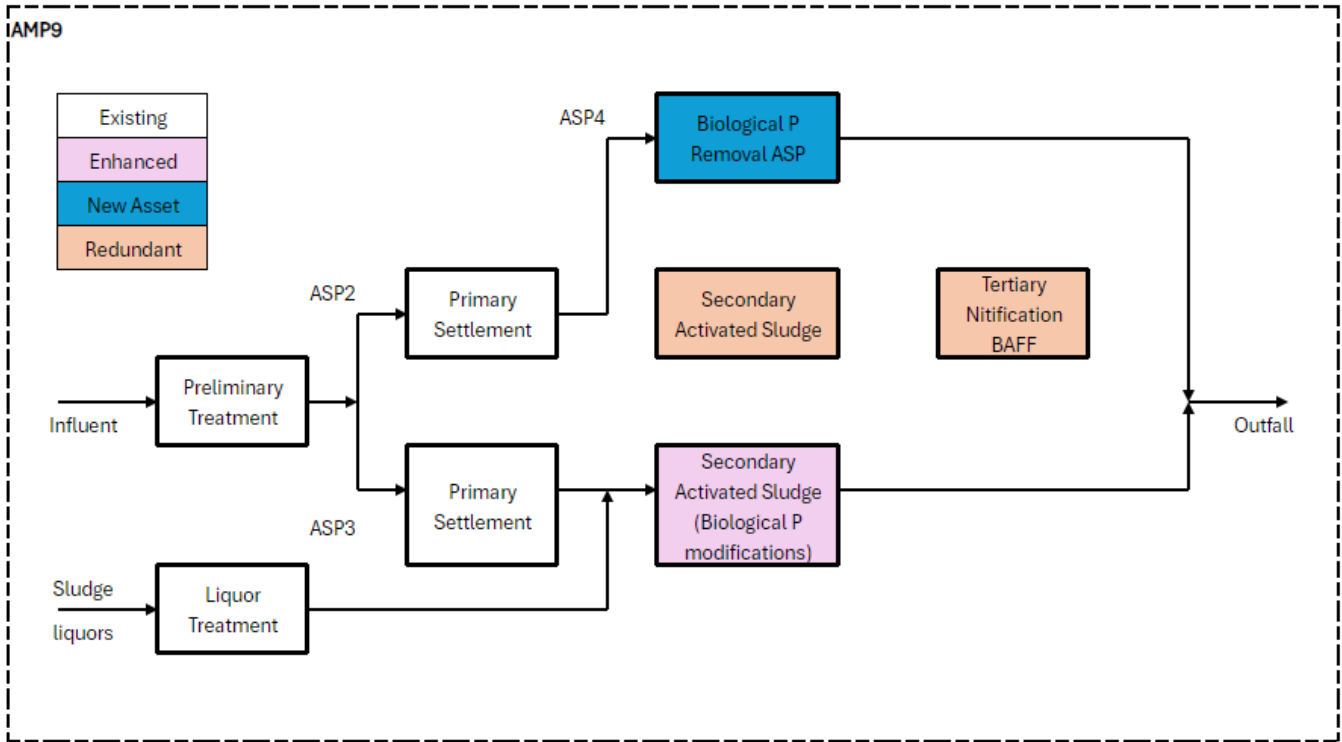 AMP9
Existing
Enhanced
New Asset
Redundant
ASP4
Biological P
Removal ASP
ASP2
Primary
Settlement
Secondary
Activated Sludge
Tertiary
Nitification
BAFF
Influent
Preliminary
Treatment
Outfall
ASP3
Primary
Settlement
Secondary
Activated Sludge
(Biological P
modifications)
Sludge
liquors
Liquor
Treatment